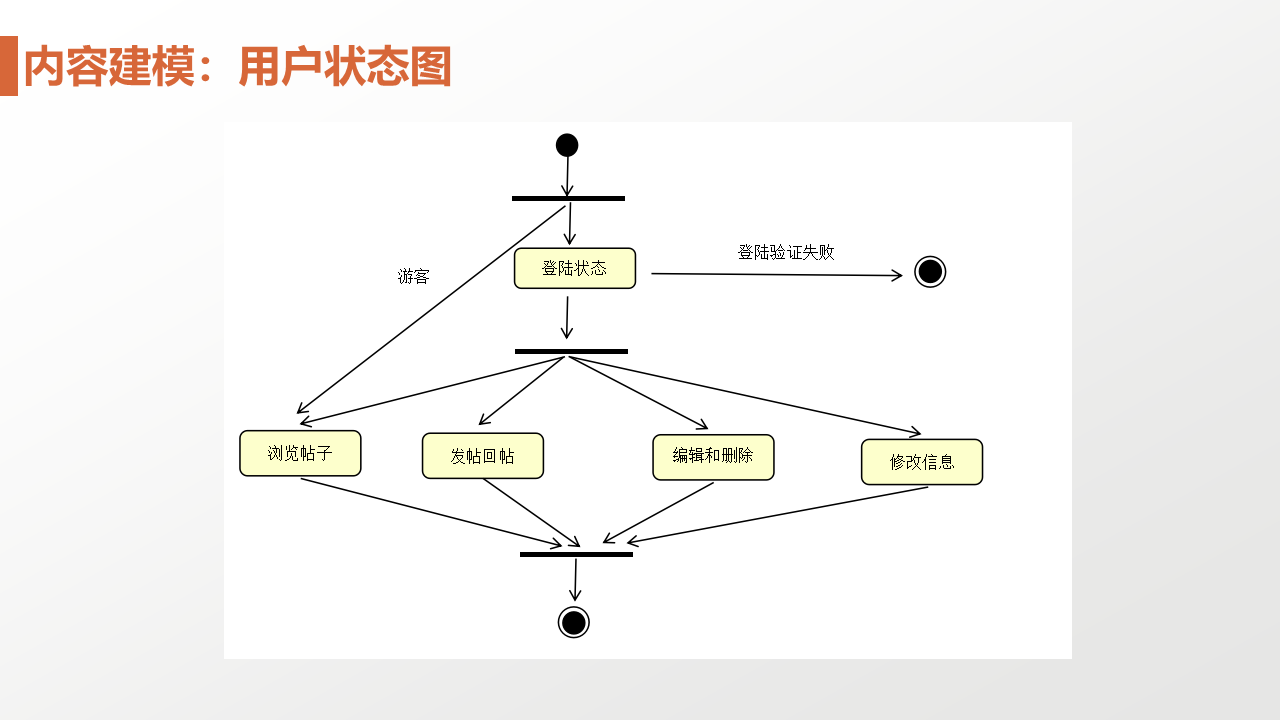 内容建模：用户状态图
登陆验证失败
登陆状态
游客
浏览帖子
发帖回帖
编辑和删除
修改信息